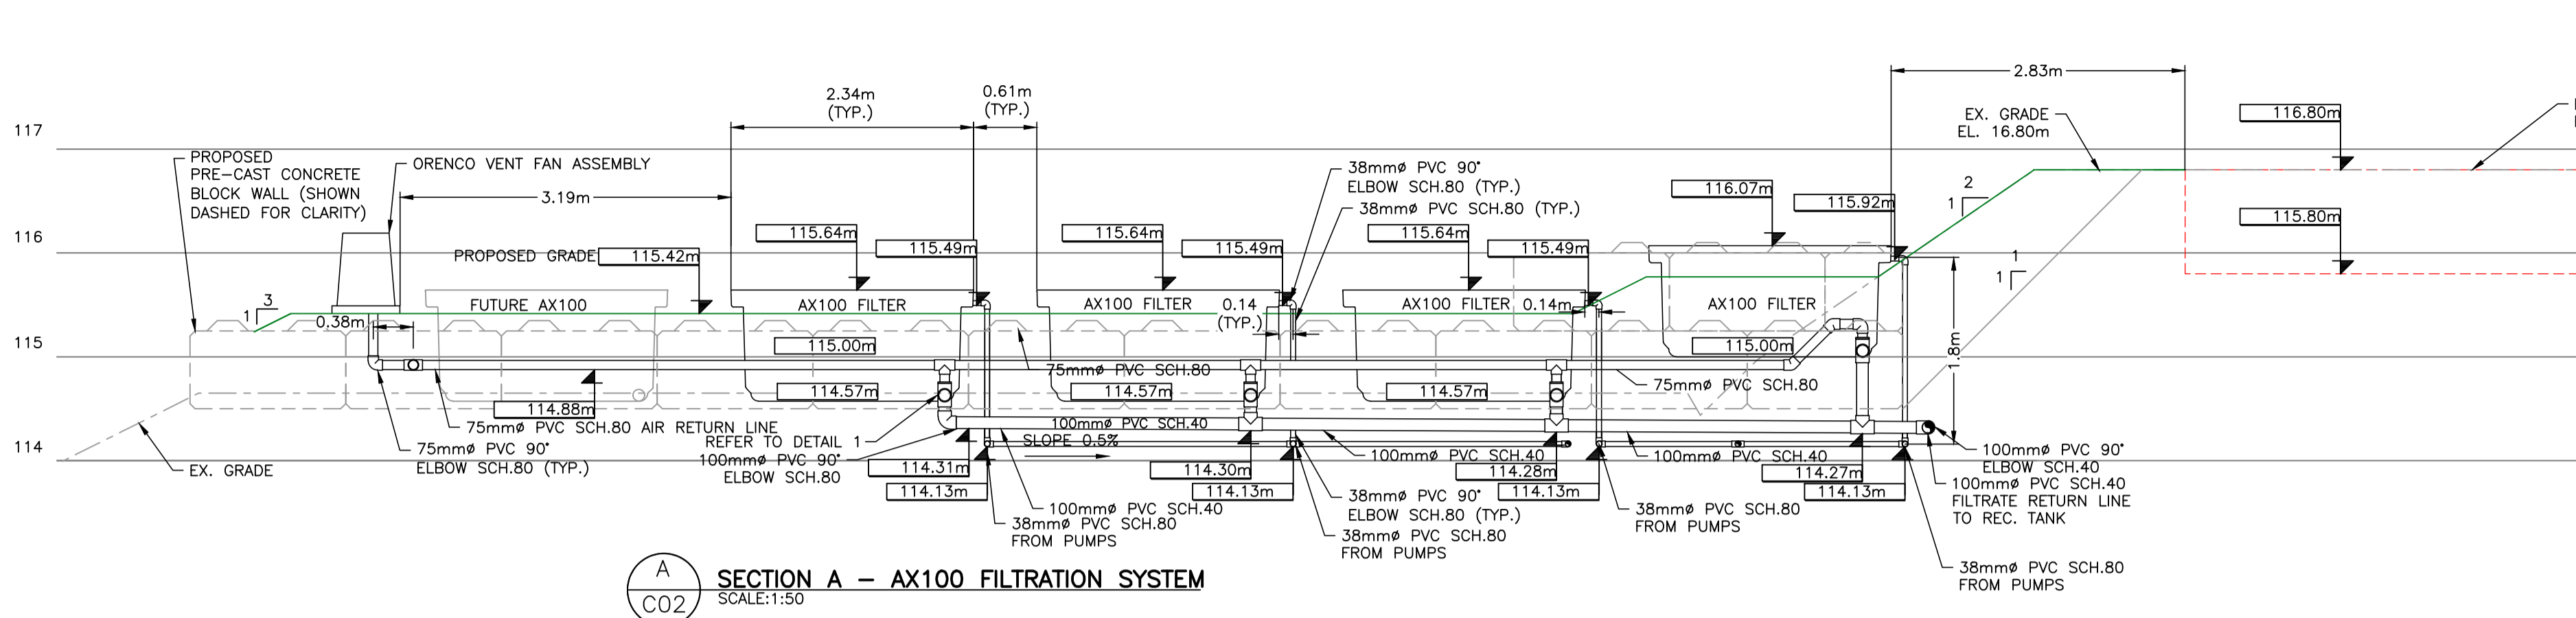 117
116
115
114
PROPOSED
PRE-CAST CONCRETE
BLOCK WALL (SHOWN
DASHED FOR CLARITY)
ORENCO VENT FAN ASSEMBLY
3.19m
2.34m
(TYP.)
0.61m
(TYP.)
38mmø PVC 90°
ELBOW SCH.80 (TYP.)
38mmø PVC SCH.80 (TYP.)
2.83m
EX. GRADE
EL. 16.80m
116.80m
115.80m
116.07m
115.92m
2
1
1
1
PROPOSED GRADE
115.42m
115.64m
115.49m
115.64m
115.49m
115.64m
115.49m
3
1
0.38m
FUTURE AX100
AX100 FILTER
AX100 FILTER
0.14
(TYP.)
AX100 FILTER
0.14m
AX100 FILTER
115.00m
115.00m
1.8m
75mmø PVC SCH.80
75mmø PVC SCH.80
114.57m
114.57m
114.57m
114.88m
75mmø PVC SCH.80 AIR RETURN LINE
75mmø PVC 90°
ELBOW SCH.80 (TYP.)
EX. GRADE
REFER TO DETAIL 1
100mmø PVC 90°
ELBOW SCH.80
100mmø PVC SCH.40
SLOPE 0.5%
100mmø PVC SCH.40
100mmø PVC SCH.40
114.31m
114.13m
114.30m
114.13m
114.28m
114.13m
114.27m
114.13m
100mmø PVC SCH.40
38mmø PVC SCH.80
FROM PUMPS
38mmø PVC 90°
ELBOW SCH.80 (TYP.)
38mmø PVC SCH.80
FROM PUMPS
38mmø PVC SCH.80
FROM PUMPS
100mmø PVC 90°
ELBOW SCH.40
100mmø PVC SCH.40
FILTRATE RETURN LINE
TO REC. TANK
38mmø PVC SCH.80
FROM PUMPS
A
C02
SECTION A – AX100 FILTRATION SYSTEM
SCALE:1:50